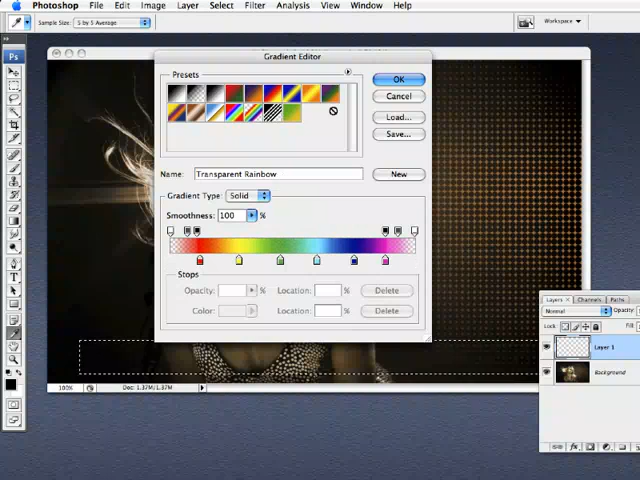 Photoshop File Edit Image Layer Select Filter Analysis View Window Help
Sample Size: 5 by 5 Average
Workspace
Ps
Gradient Editor
Presets
OK
Cancel
Load...
Save...
Name: Transparent Rainbow
New
Gradient Type: Solid
Smoothness: 100 %
Stops
Opacity: % Location: % Delete
Color: Location: % Delete
Layers x Channels Paths
Normal Opacity:
Lock: Fill:
Layer 1
Background
100% Doc: 1.37M/1.37M